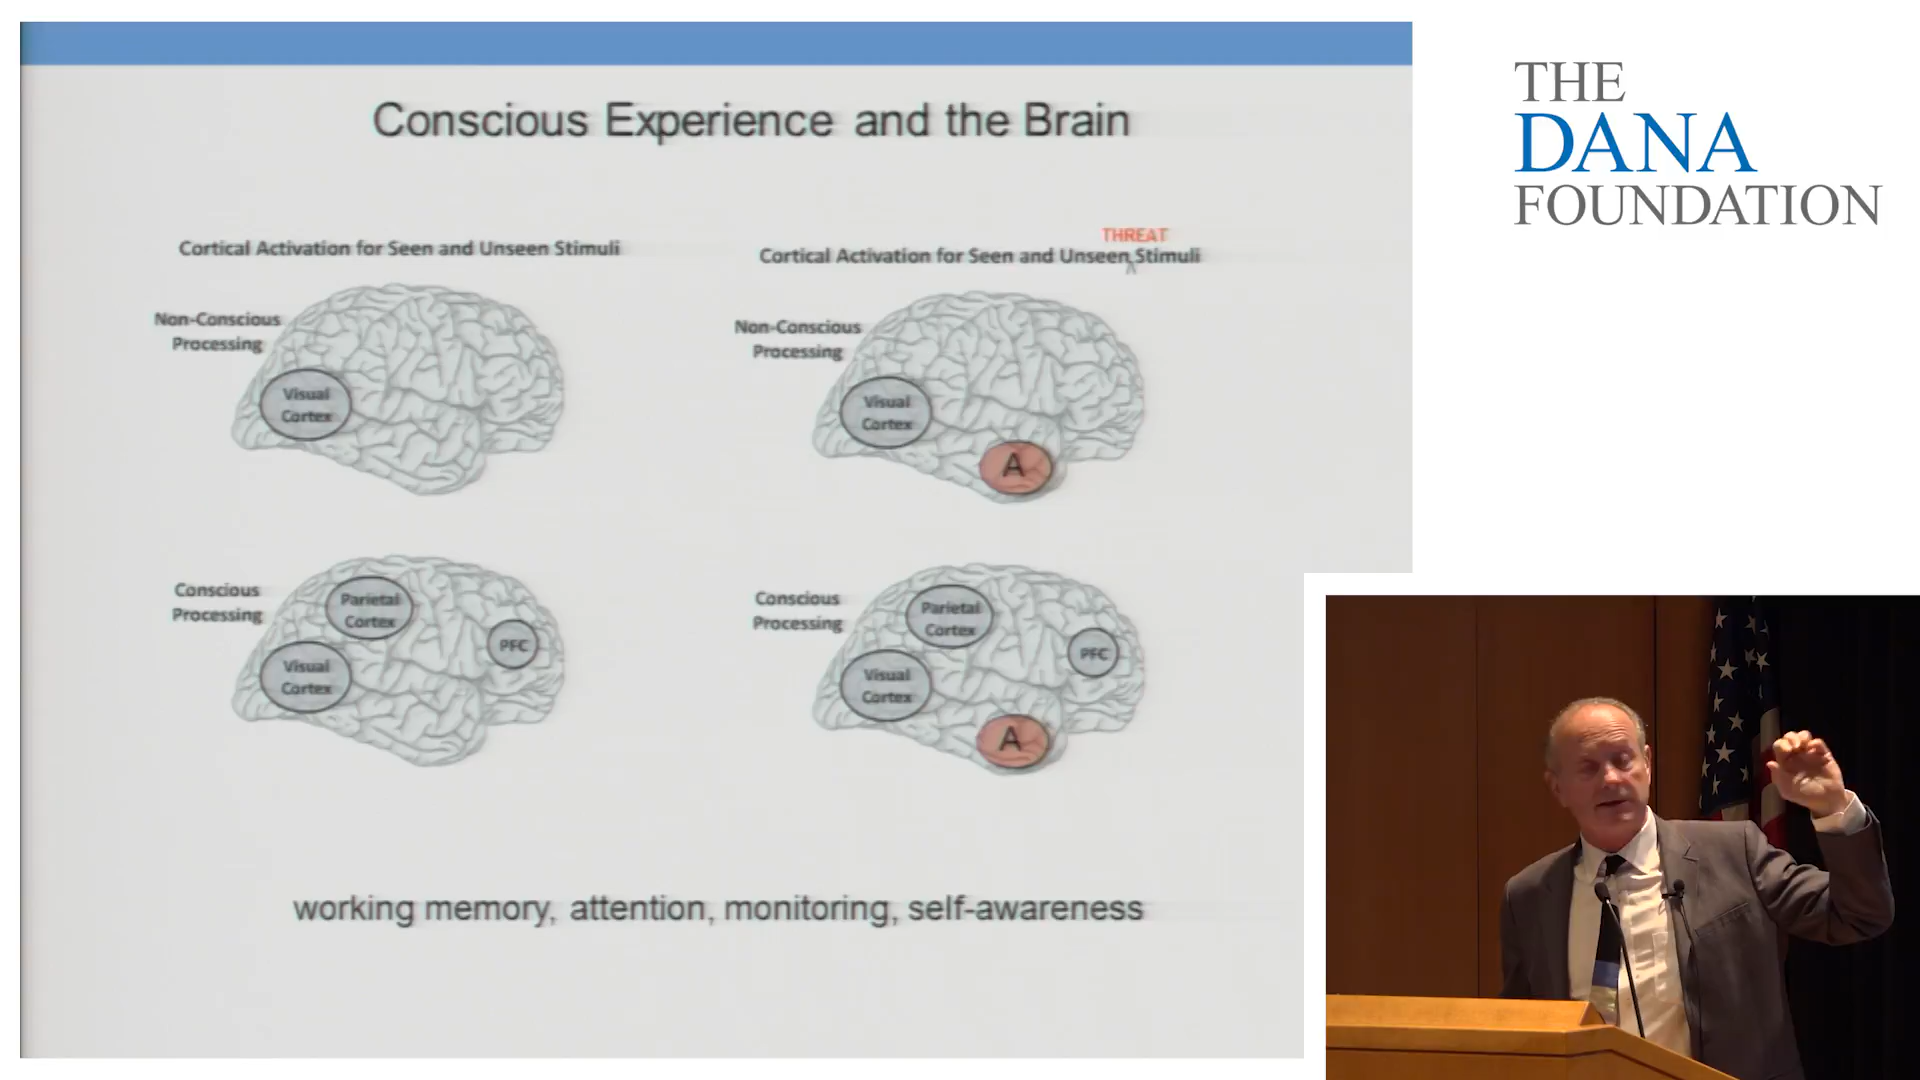 Conscious Experience and the Brain
Cortical Activation for Seen and Unseen Stimuli
Non-Conscious
Processing
Visual
Cortex
Conscious
Processing
Parietal
Cortex
PFC
Visual
Cortex
THREAT
Cortical Activation for Seen and Unseen Stimuli
^
Non-Conscious
Processing
Visual
Cortex
A
Conscious
Processing
Parietal
Cortex
PFC
Visual
Cortex
A
working memory, attention, monitoring, self-awareness
THE
DANA
FOUNDATION